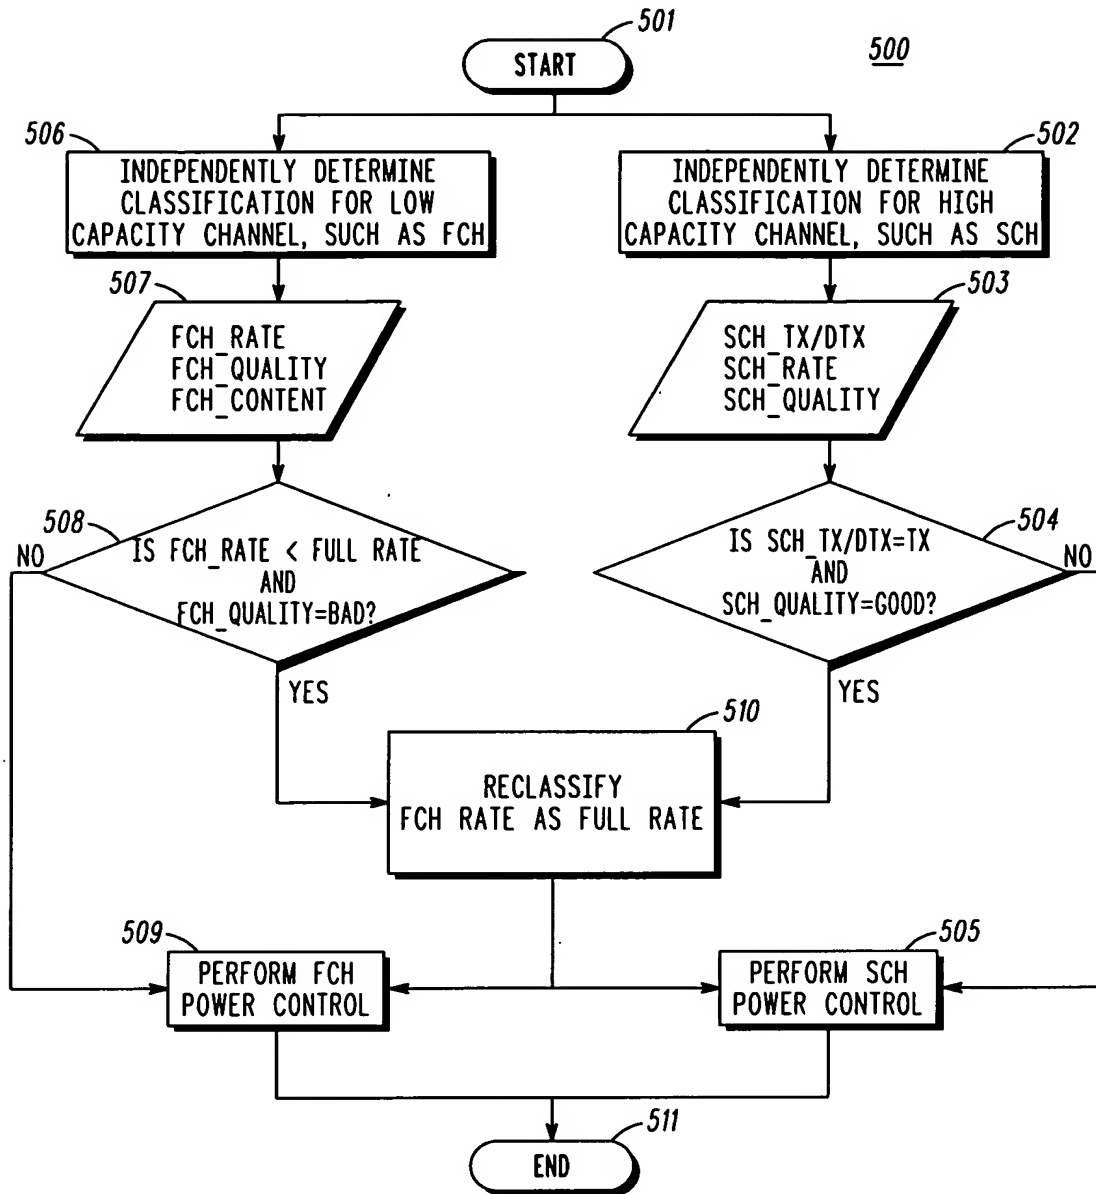 501
START
500
506
INDEPENDENTLY DETERMINE
CLASSIFICATION FOR LOW
CAPACITY CHANNEL, SUCH AS FCH
502
INDEPENDENTLY DETERMINE
CLASSIFICATION FOR HIGH
CAPACITY CHANNEL, SUCH AS SCH
507
FCH_RATE
FCH_QUALITY
FCH_CONTENT
503
SCH_TX/DTX
SCH_RATE
SCH_QUALITY
508
NO
IS FCH_RATE < FULL RATE
AND
FCH_QUALITY=BAD?
YES
504
NO
IS SCH_TX/DTX=TX
AND
SCH_QUALITY=GOOD?
YES
510
RECLASSIFY
FCH RATE AS FULL RATE
509
PERFORM FCH
POWER CONTROL
505
PERFORM SCH
POWER CONTROL
511
END